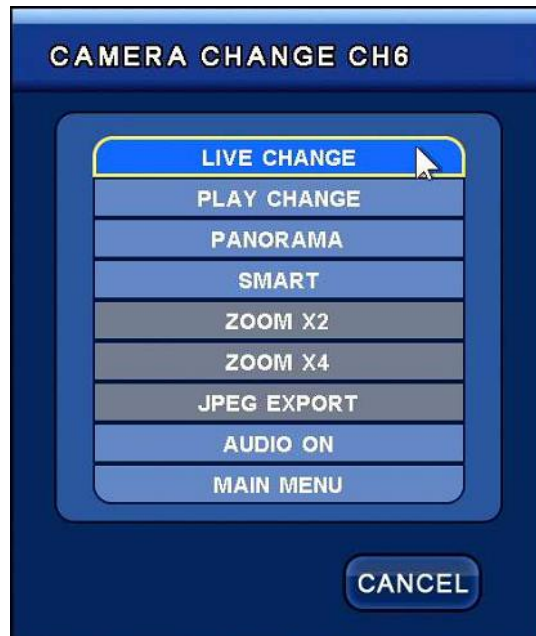 CAMERA CHANGE CH6
LIVE CHANGE
PLAY CHANGE
PANORAMA
SMART
ZOOM X2
ZOOM X4
JPEG EXPORT
AUDIO ON
MAIN MENU
CANCEL